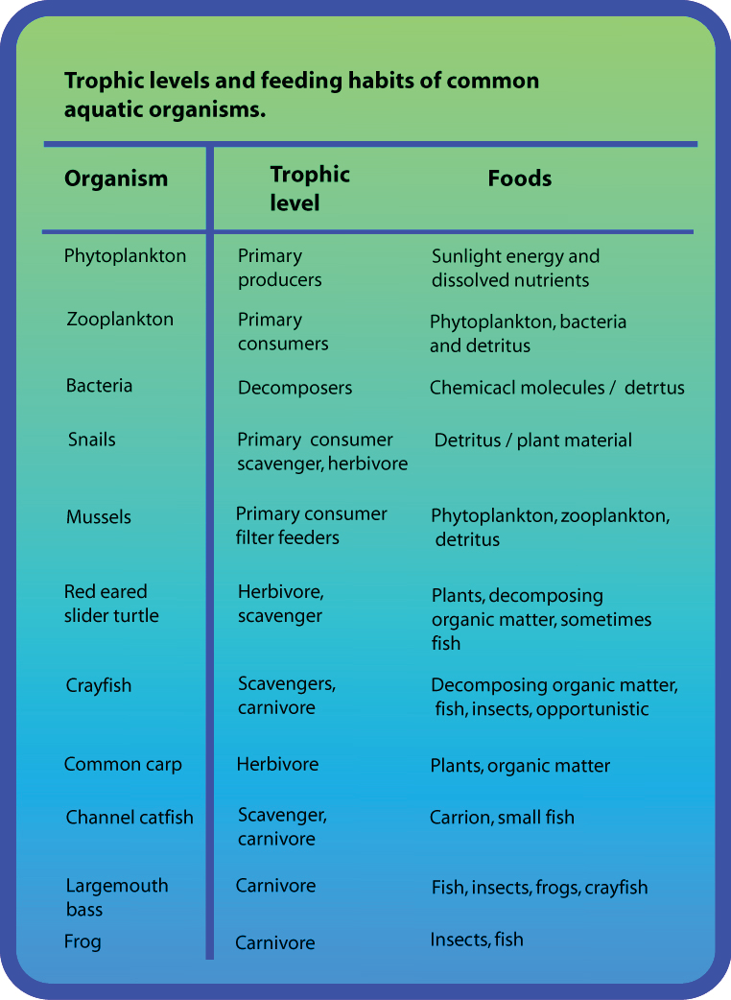 Trophic levels and feeding habits of common
aquatic organisms.
Organism
Trophic
level
Foods
Phytoplankton
Primary
producers
Sunlight energy and
dissolved nutrients
Zooplankton
Primary
consumers
Phytoplankton, bacteria
and detritus
Bacteria
Decomposers
Chemicacl molecules / detrtus
Snails
Primary consumer
scavenger, herbivore
Detritus / plant material
Mussels
Primary consumer
filter feeders
Phytoplankton, zooplankton,
detritus
Red eared
slider turtle
Herbivore,
scavenger
Plants, decomposing
organic matter, sometimes
fish
Crayfish
Scavengers,
carnivore
Decomposing organic matter,
fish, insects, opportunistic
Common carp
Herbivore
Plants, organic matter
Channel catfish
Scavenger,
carnivore
Carrion, small fish
Largemouth
bass
Carnivore
Fish, insects, frogs, crayfish
Frog
Carnivore
Insects, fish